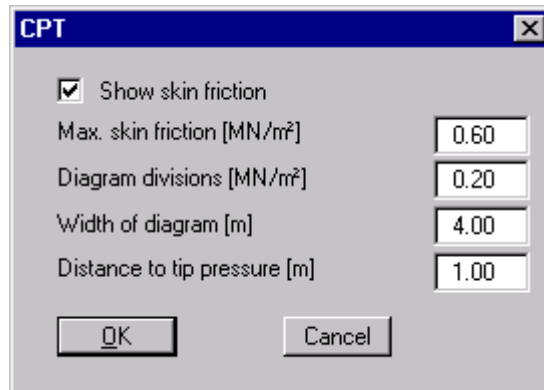 CPT
Show skin friction
Max. skin friction [MN/m²] 0.60
Diagram divisions [MN/m²] 0.20
Width of diagram [m] 4.00
Distance to tip pressure [m] 1.00
OK Cancel